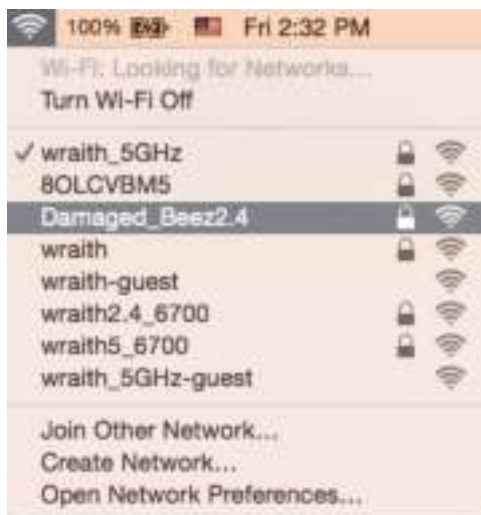 100% Fri 2:32 PM
Wi-Fi: Looking for Networks...
Turn Wi-Fi Off
✓ wraith_5GHz
8OLCVBM5
Damaged_Beez2.4
wraith
wraith-guest
wraith2.4_6700
wraith5_6700
wraith_5GHz-guest
Join Other Network...
Create Network...
Open Network Preferences...